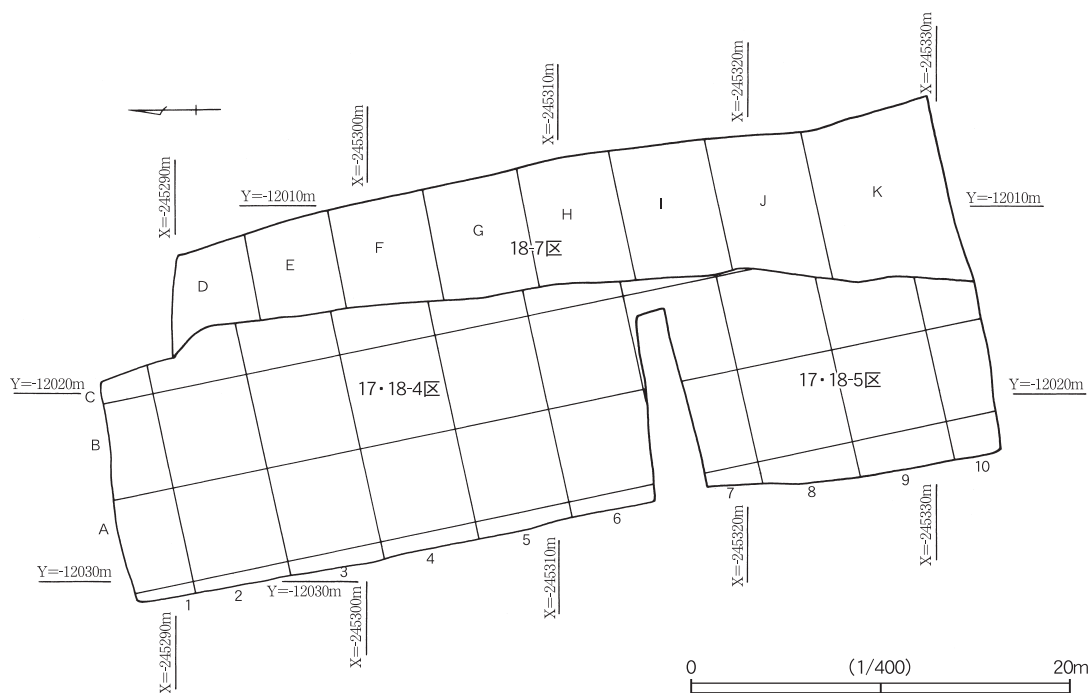 X=-245330m
X=-245320m
X=-245310m
X=-245300m
X=-245290m
Y=-12010m
Y=-12010m
K
J
I
H
G
F
E
D
18-7区
Y=-12020m
C
17・18-4区
17・18-5区
Y=-12020m
B
A
10
9
8
7
6
5
4
3
2
1
Y=-12030m
Y=-12030m
X=-245330m
X=-245320m
X=-245310m
X=-245300m
X=-245290m
0
(1/400)
20m